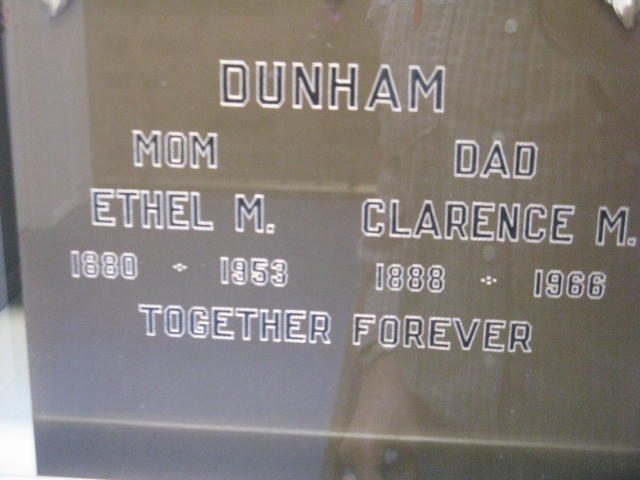 DUNHAM
MOM DAD
ETHEL M. CLARENCE M.
1880 · 1953 1888 · 1966
TOGETHER FOREVER